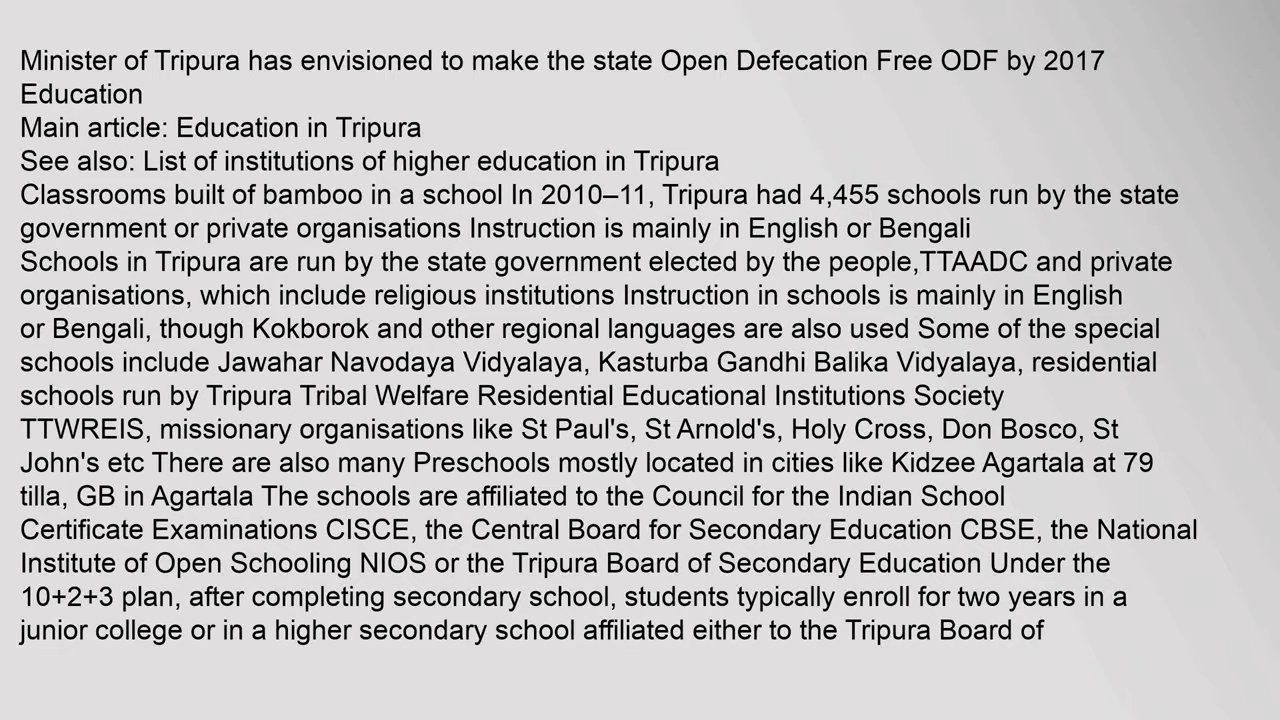 Minister of Tripura has envisioned to make the state Open Defecation Free ODF by 2017
Education
Main article: Education in Tripura
See also: List of institutions of higher education in Tripura
Classrooms built of bamboo in a school In 2010–11, Tripura had 4,455 schools run by the state
government or private organisations Instruction is mainly in English or Bengali
Schools in Tripura are run by the state government elected by the people,TTAADC and private
organisations, which include religious institutions Instruction in schools is mainly in English
or Bengali, though Kokborok and other regional languages are also used Some of the special
schools include Jawahar Navodaya Vidyalaya, Kasturba Gandhi Balika Vidyalaya, residential
schools run by Tripura Tribal Welfare Residential Educational Institutions Society
TTWREIS, missionary organisations like St Paul's, St Arnold's, Holy Cross, Don Bosco, St
John's etc There are also many Preschools mostly located in cities like Kidzee Agartala at 79
tilla, GB in Agartala The schools are affiliated to the Council for the Indian School
Certificate Examinations CISCE, the Central Board for Secondary Education CBSE, the National
Institute of Open Schooling NIOS or the Tripura Board of Secondary Education Under the
10+2+3 plan, after completing secondary school, students typically enroll for two years in a
junior college or in a higher secondary school affiliated either to the Tripura Board of